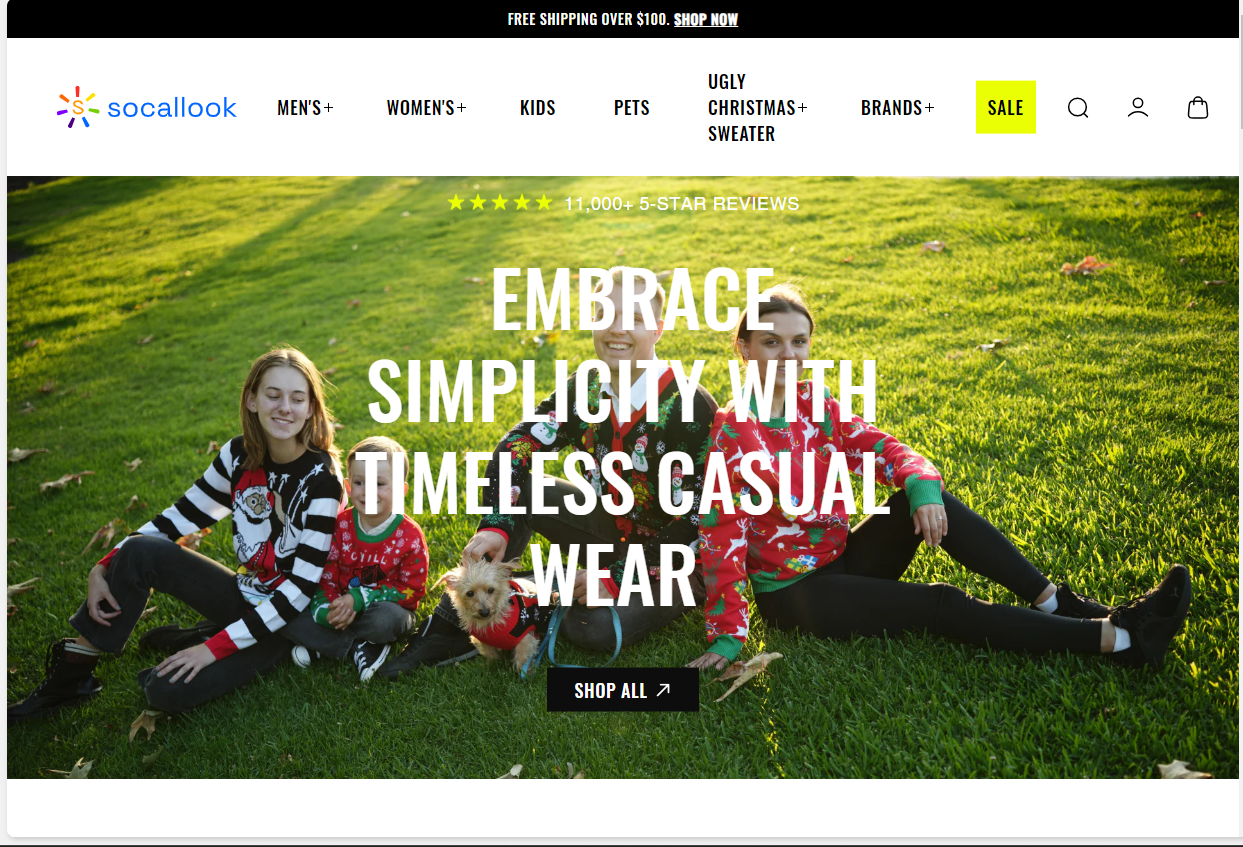 FREE SHIPPING OVER $100. SHOP NOW
S socallook
MEN'S+
WOMEN'S+
KIDS
PETS
UGLY
CHRISTMAS+
SWEATER
BRANDS+
SALE
★★★★★ 11,000+ 5-STAR REVIEWS
EMBRACE
SIMPLICITY WITH
TIMELESS CASUAL
WEAR
SHOP ALL